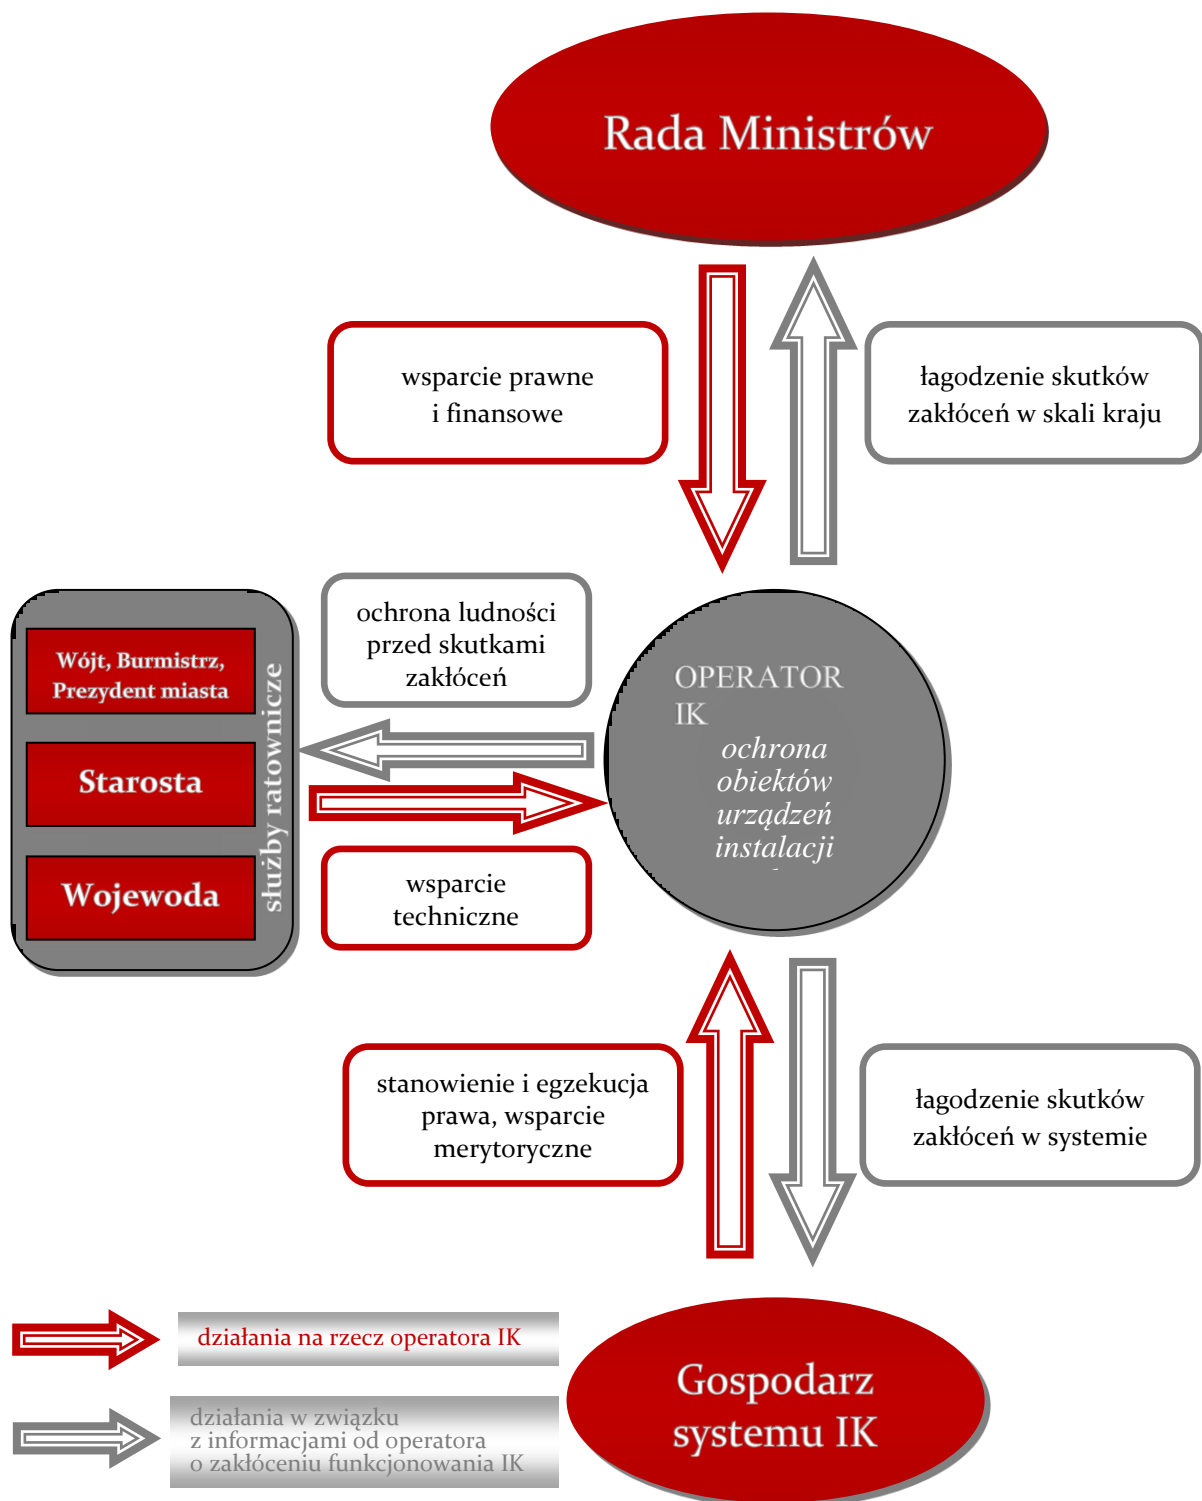 Rada Ministrów
wsparcie prawne
i finansowe
łagodzenie skutków
zakłóceń w skali kraju
ochrona ludności
przed skutkami
zakłóceń
Wójt, Burmistrz,
Prezydent miasta
Starosta
Wojewoda
służby ratownicze
OPERATOR
IK
ochrona
obiektów
urządzeń
instalacji
wsparcie
techniczne
stanowienie i egzekucja
prawa, wsparcie
merytoryczne
łagodzenie skutków
zakłóceń w systemie
działania na rzecz operatora IK
działania w związku
z informacjami od operatora
o zakłóceniu funkcjonowania IK
Gospodarz
systemu IK